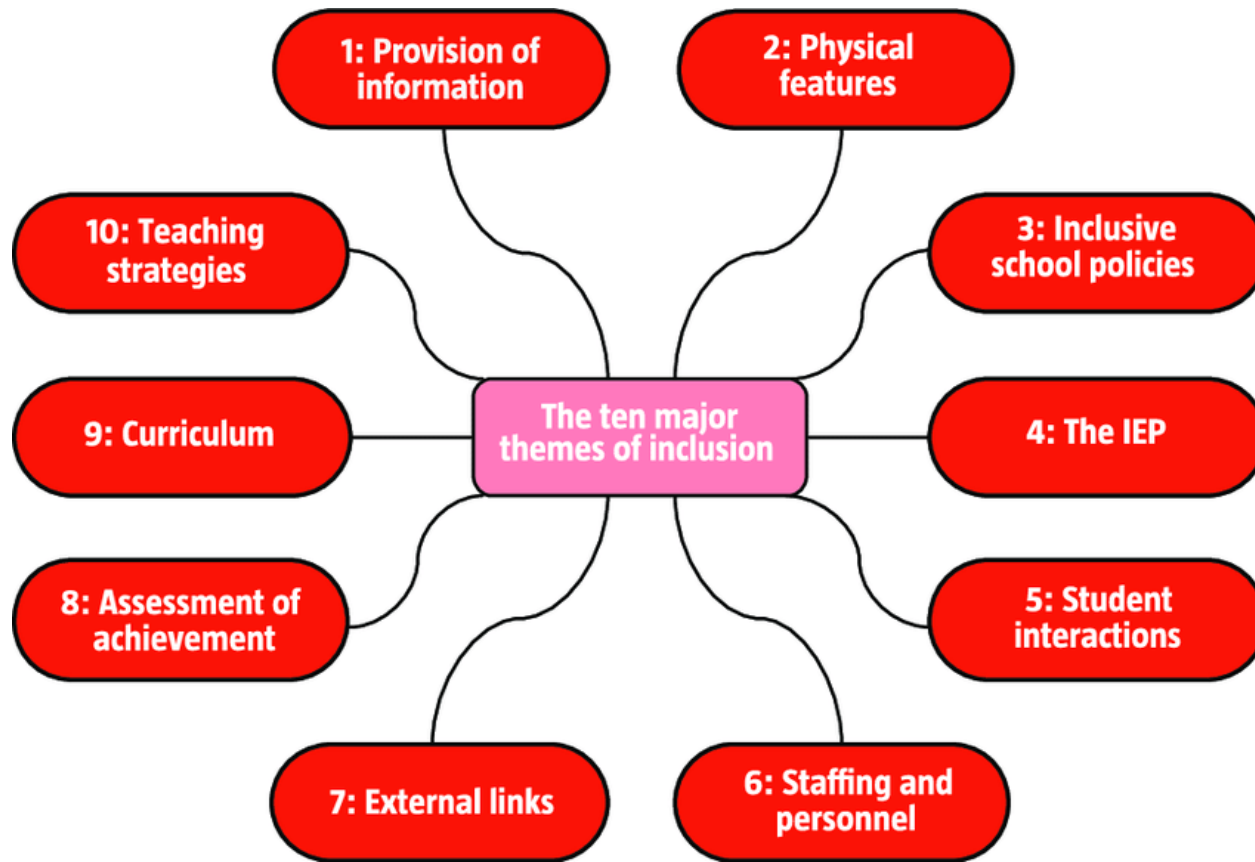 1: Provision of
information
2: Physical
features
10: Teaching
strategies
3: Inclusive
school policies
The ten major
themes of inclusion
9: Curriculum
4: The IEP
8: Assessment of
achievement
5: Student
interactions
7: External links
6: Staffing and
personnel